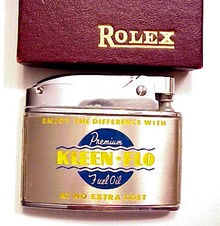 ROLEX
ENJOY THE DIFFERENCE WITH
Premium
KLEEN-FLO
Fuel Oil
AT NO EXTRA COST